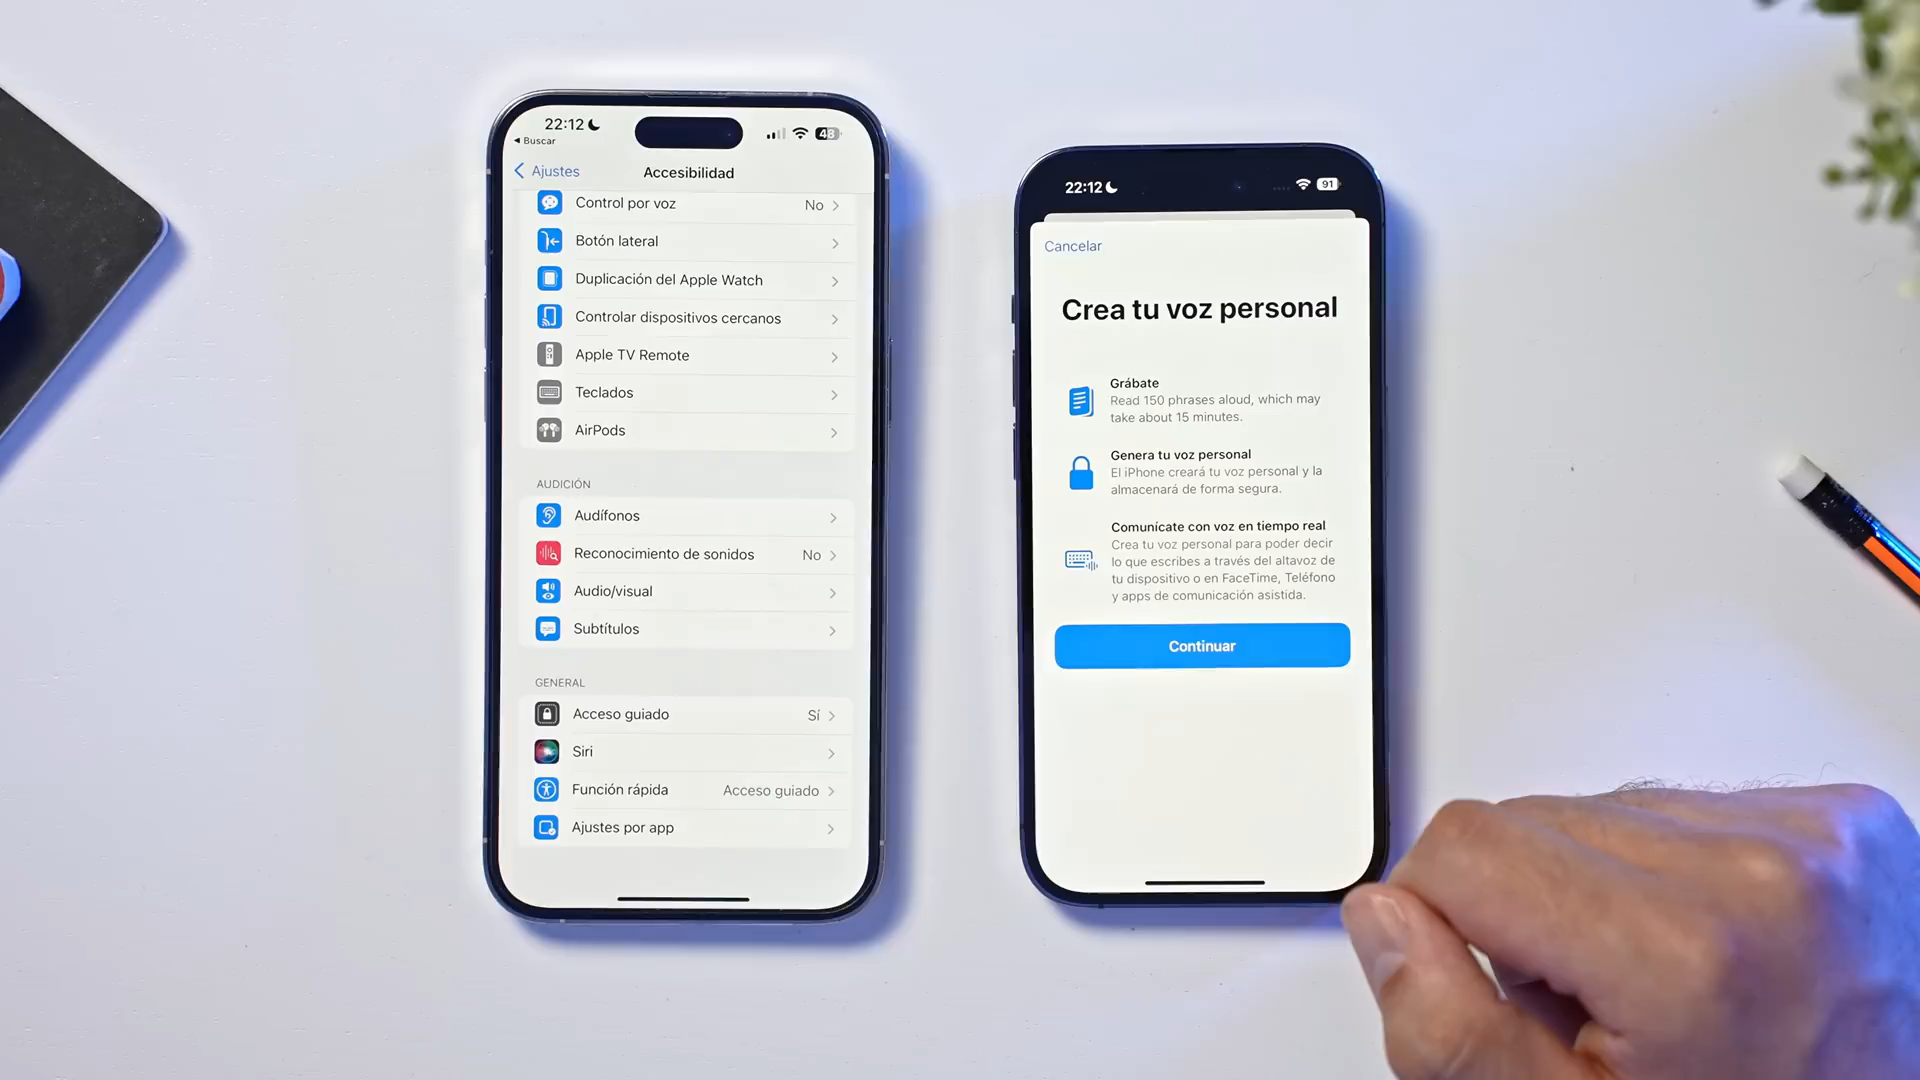 22:12
48
Buscar
Ajustes
Accesibilidad
Control por voz No
Botón lateral
Duplicación del Apple Watch
Controlar dispositivos cercanos
Apple TV Remote
Teclados
AirPods
AUDICIÓN
Audífonos
Reconocimiento de sonidos No
Audio/visual
Subtítulos
GENERAL
Acceso guiado Sí
Siri
Función rápida Acceso guiado
Ajustes por app
22:12
91
Cancelar
Crea tu voz personal
Grábate
Read 150 phrases aloud, which may
take about 15 minutes.
Genera tu voz personal
El iPhone creará tu voz personal y la
almacenará de forma segura.
Comunícate con voz en tiempo real
Crea tu voz personal para poder decir
lo que escribes a través del altavoz de
tu dispositivo o en FaceTime, Teléfono
y apps de comunicación asistida.
Continuar